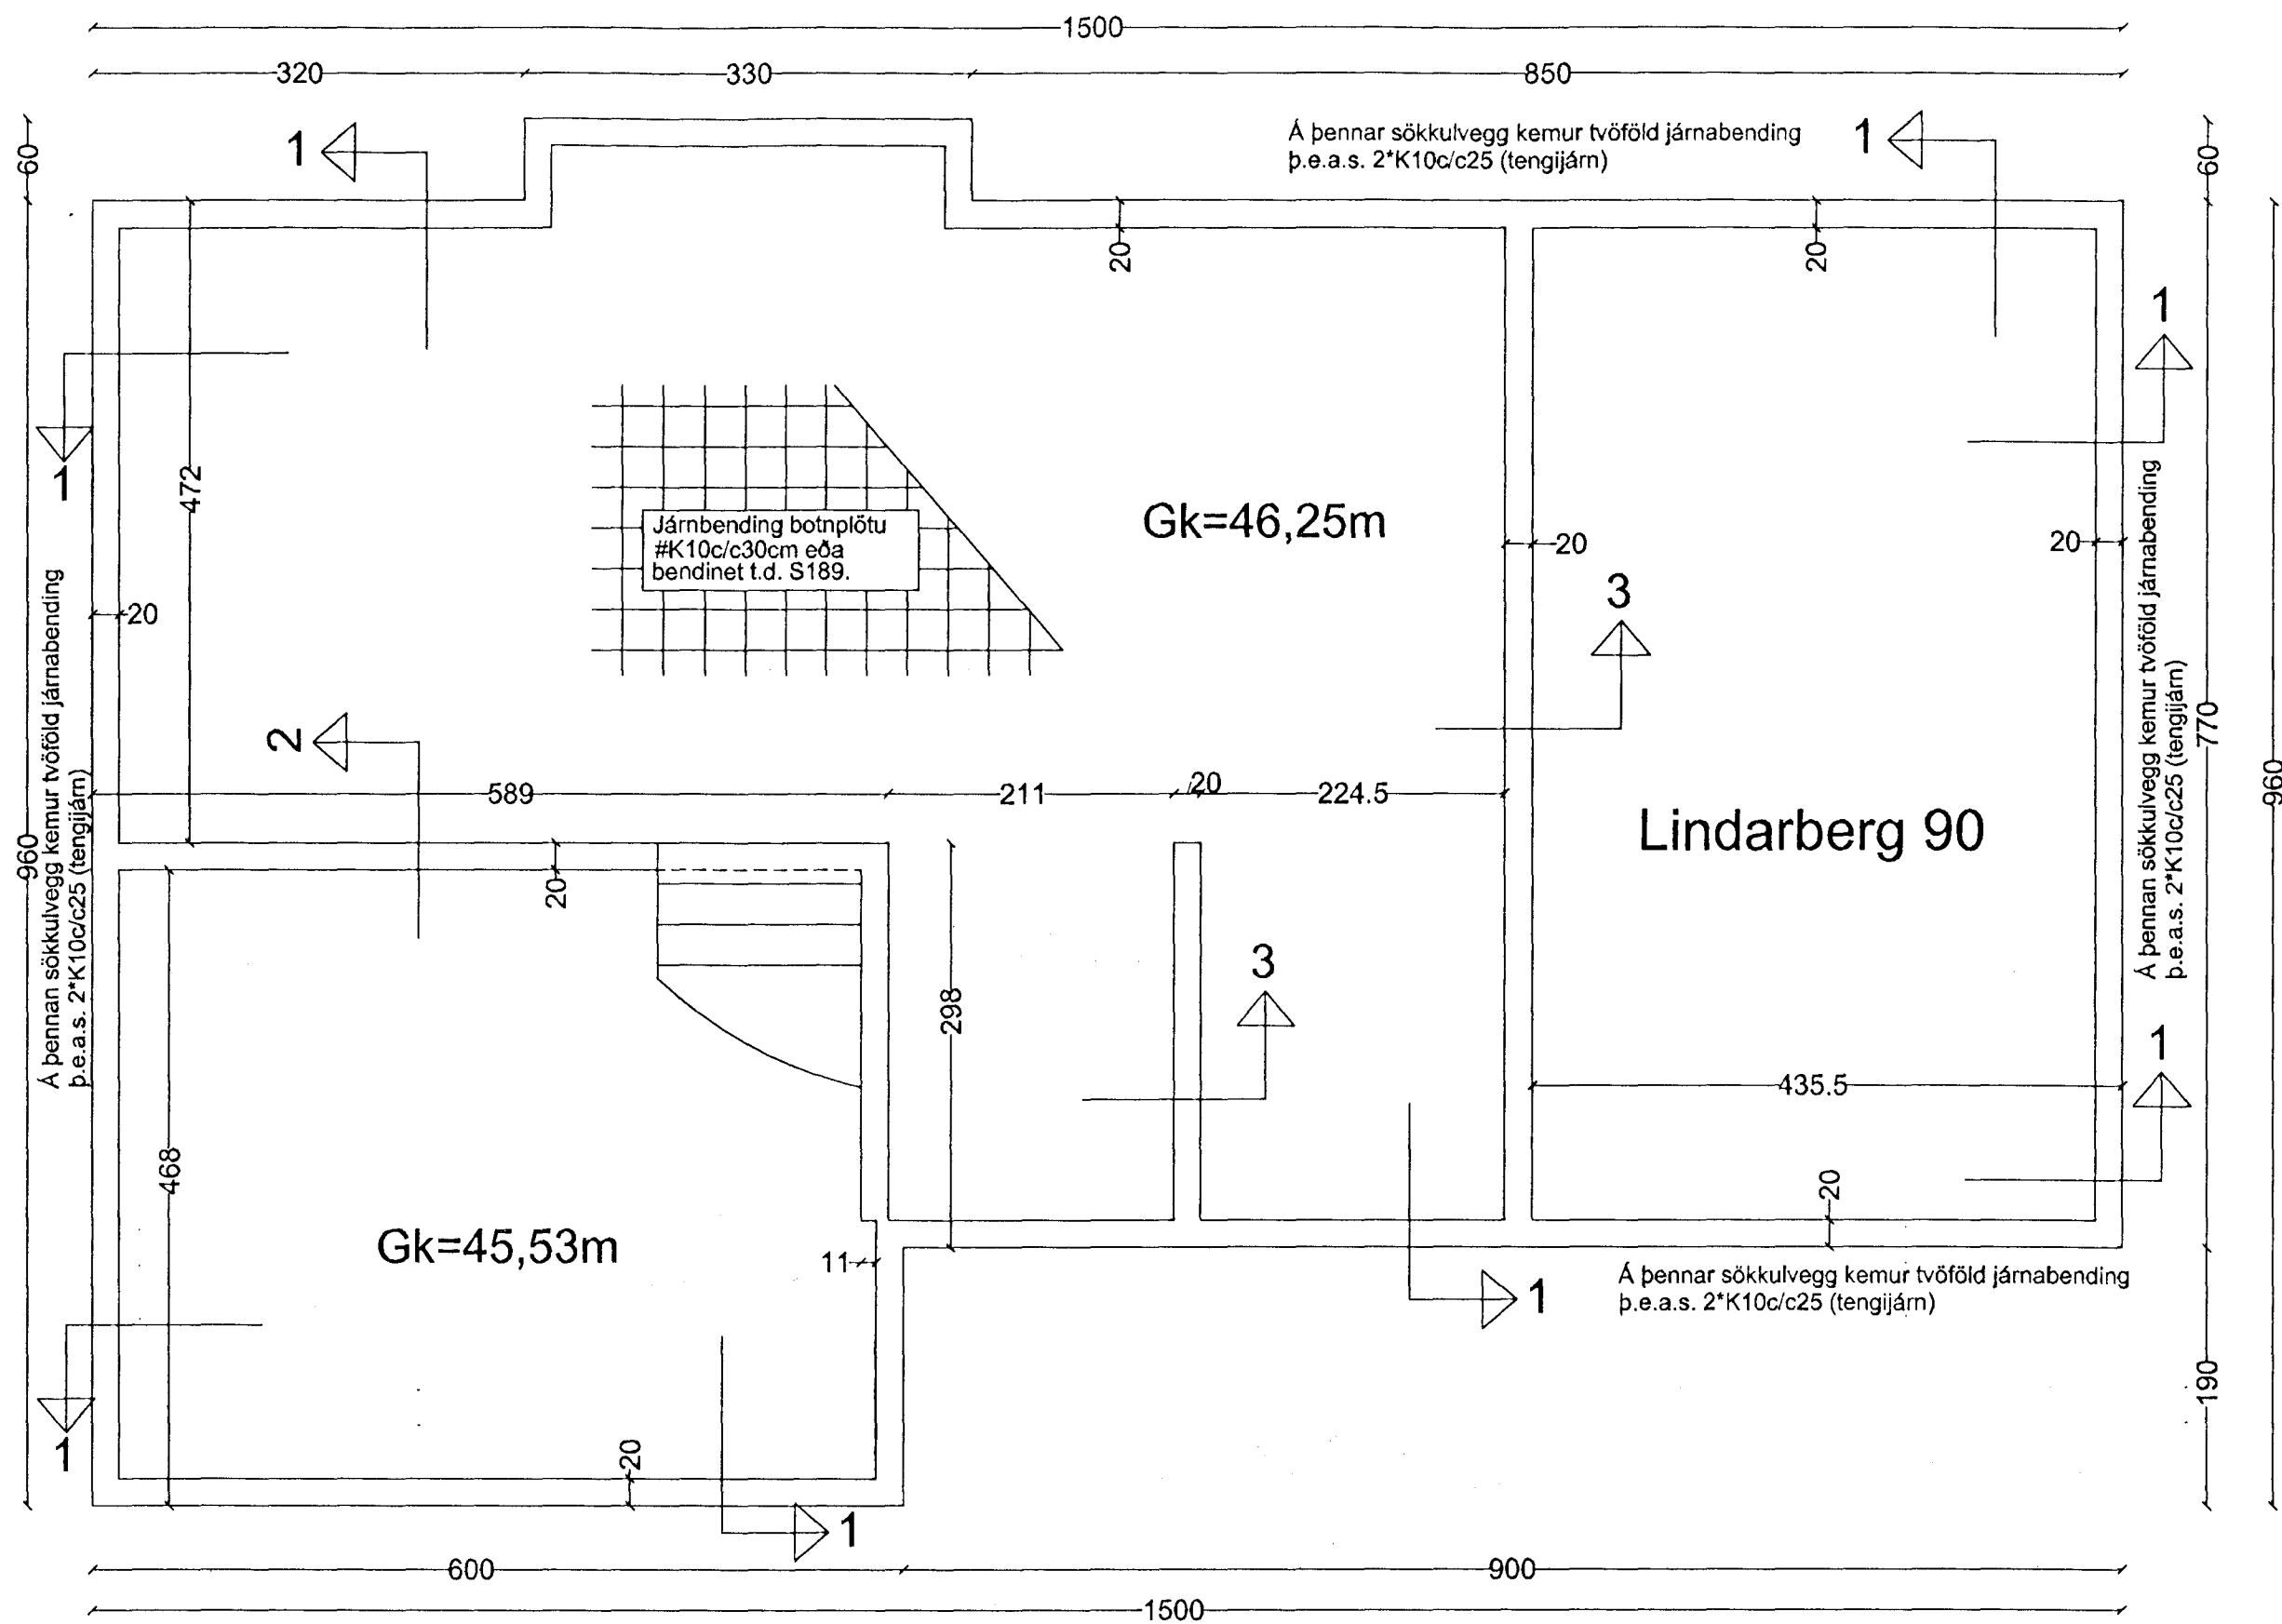 1500
320
330
850
60
1
Á þennar sökkulvegg kemur tvöföld járnabending
þ.e.a.s. 2*K10c/c25 (tengijárn)
1
60
20
20
1
1
472
Járnbending botnplötu
#K10c/c30cm eða
bendinet t.d. S189.
Gk=46,25m
20
20
3
20
Á þennan sökkulvegg kemur tvöföld járnabending
þ.e.a.s. 2*K10c/c25 (tengijárn)
Á þennan sökkulvegg kemur tvöföld járnabending
þ.e.a.s. 2*K10c/c25 (tengijárn)
770
960
2
589
211
20
224.5
Lindarberg 90
960
20
298
3
1
435.5
468
20
Gk=45,53m
11
Á þennar sökkulvegg kemur tvöföld járnabending
þ.e.a.s. 2*K10c/c25 (tengijárn)
1
190
1
20
1
600
900
1500